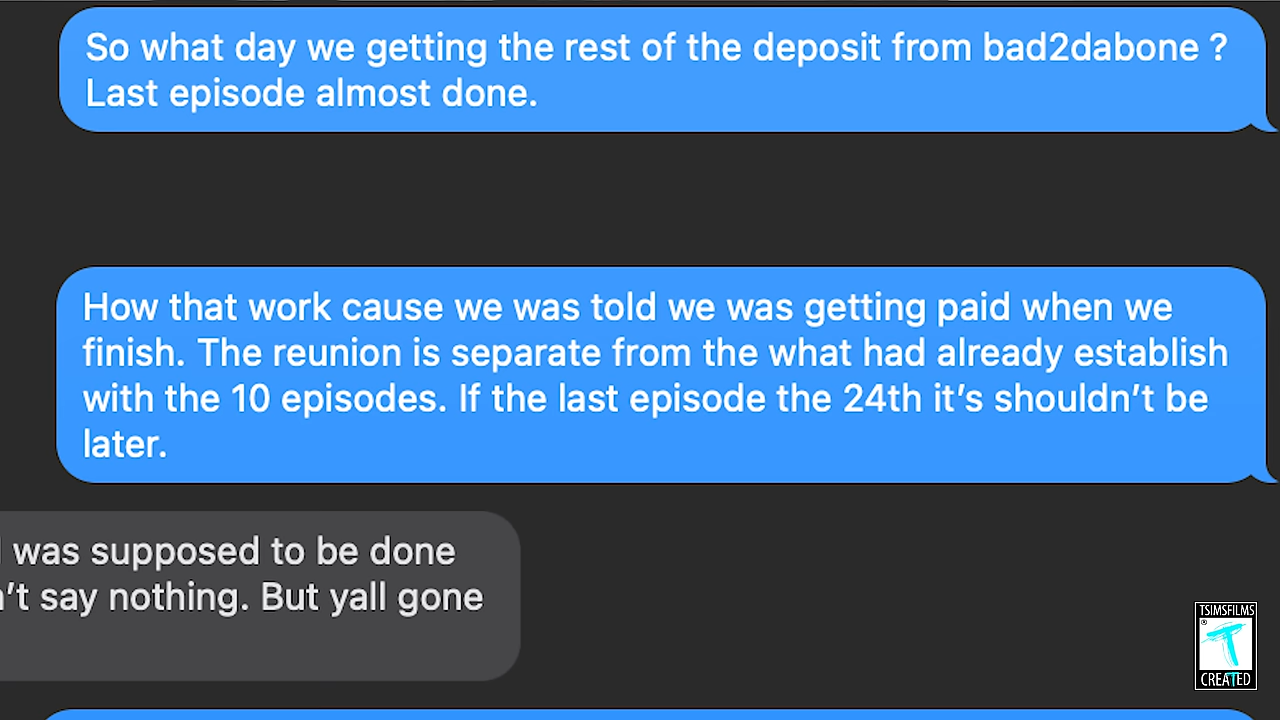 So what day we getting the rest of the deposit from bad2dabone ?
Last episode almost done.
How that work cause we was told we was getting paid when we
finish. The reunion is separate from the what had already establish
with the 10 episodes. If the last episode the 24th it’s shouldn’t be
later.
was supposed to be done
’t say nothing. But yall gone
TSIMSFILMS
T
CREATED